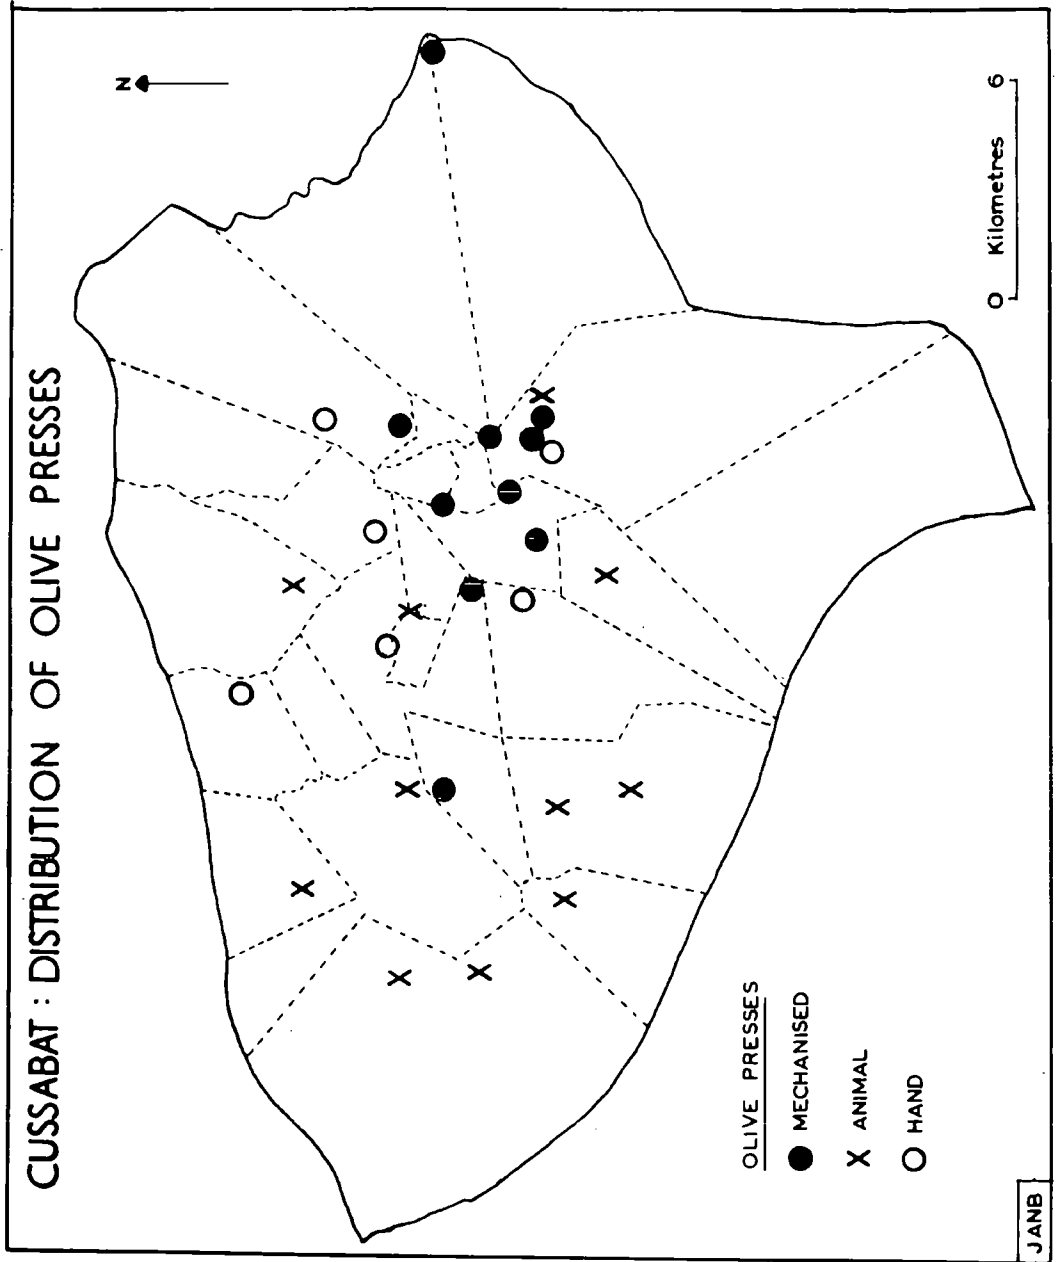 CUSSABAT : DISTRIBUTION OF OLIVE PRESSES
N
OLIVE PRESSES
MECHANISED
ANIMAL
HAND
0 6
Kilometres
JANB